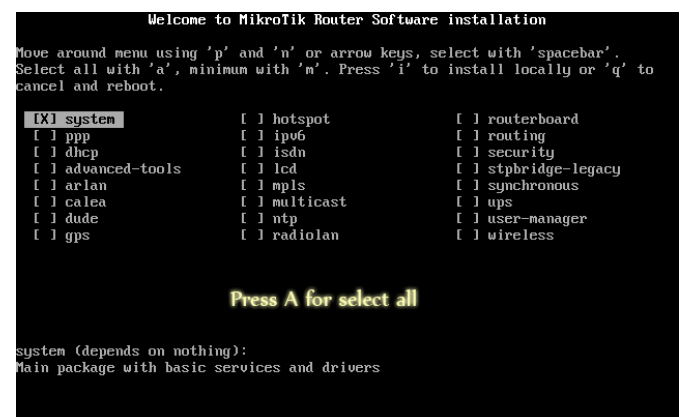 Welcome to MikroTik Router Software installation
Move around menu using 'p' and 'n' or arrow keys, select with 'spacebar'.
Select all with 'a', minimum with 'm'. Press 'i' to install locally or 'q' to
cancel and reboot.
[X] system [ ] hotspot [ ] routerboard
[ ] ppp [ ] ipv6 [ ] routing
[ ] dhcp [ ] isdn [ ] security
[ ] advanced-tools [ ] lcd [ ] stpbridge-legacy
[ ] arlan [ ] mpls [ ] synchronous
[ ] calea [ ] multicast [ ] ups
[ ] dude [ ] ntp [ ] user-manager
[ ] gps [ ] radiolan [ ] wireless
Press A for select all
system (depends on nothing):
Main package with basic services and drivers